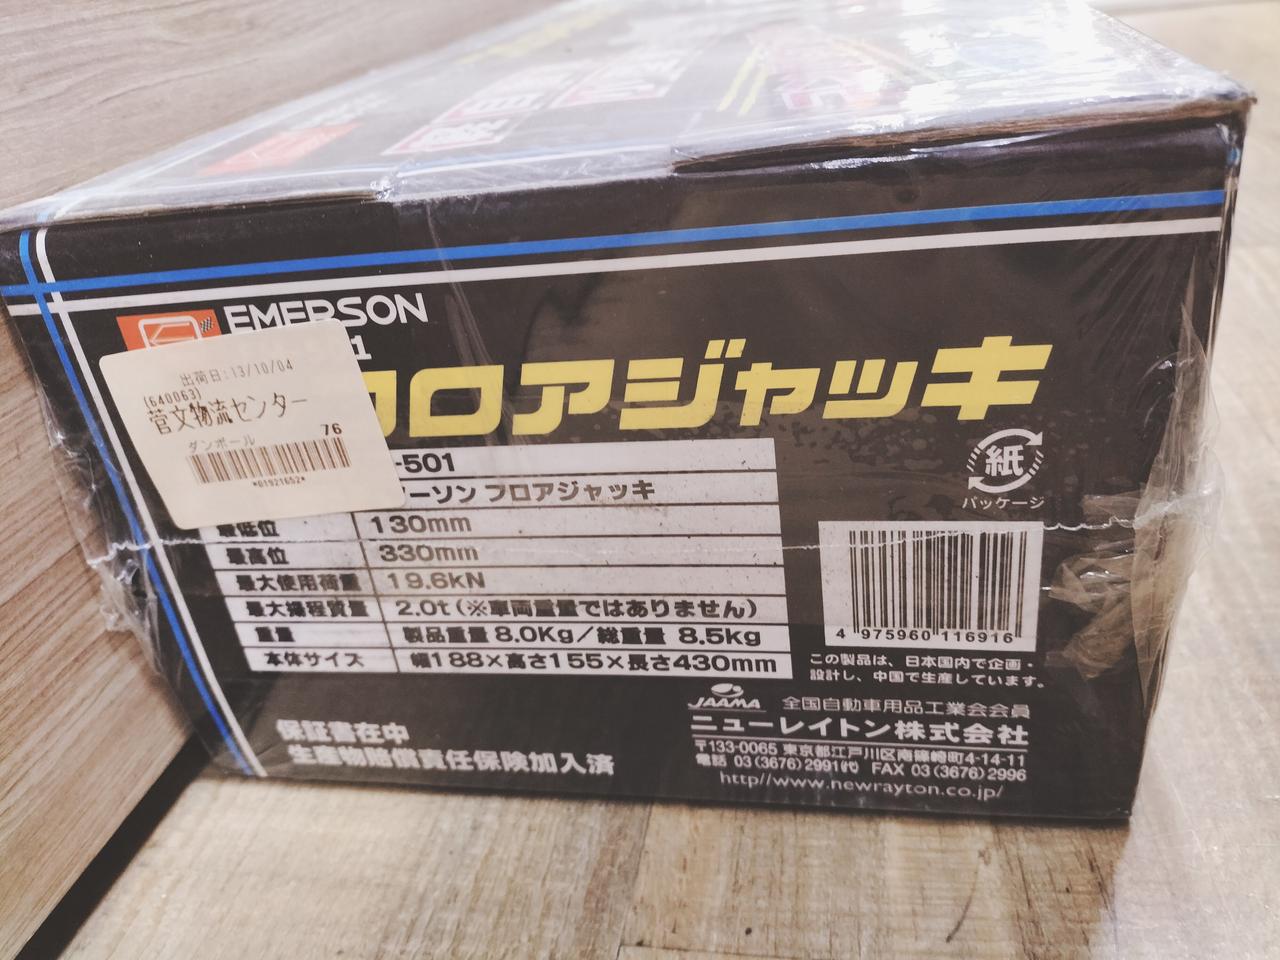 EMERSON
1
フロアジャッキ
出荷日:13/10/04
(640063)
菅文物流センター
ダンボール 76
*01921652*
-501
ーソン フロアジャッキ
最低位 130mm
最高位 330mm
最大使用荷重 19.6kN
最大操程質量 2.0t(※車両重量ではありません)
重量 製品重量 8.0Kg/総重量 8.5kg
本体サイズ 幅188×高さ155×長さ430mm
紙
パッケージ
4 975960 116916
この製品は、日本国内で企画・
設計し、中国で生産しています。
JAAMA 全国自動車用品工業会会員
ニューレイトン株式会社
〒133-0065 東京都江戸川区南篠崎町4-14-11
電話 03(3676)2991㈹ FAX 03(3676)2996
http//www.newrayton.co.jp/
保証書在中
生産物賠償責任保険加入済